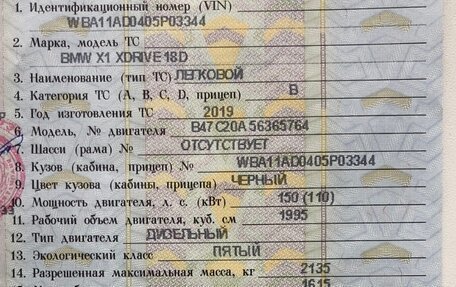 1. Идентификационный номер (VIN)
WBA11AD0405P03344
2. Марка, модель ТС
BMW X1 XDRIVE18D
3. Наименование (тип ТС) ЛЕГКОВОЙ
4. Категория ТС (А, В, С, D, прицеп) B
5. Год изготовления ТС 2019
6. Модель, № двигателя B47C20A 56365764
7. Шасси (рама) № ОТСУТСТВУЕТ
8. Кузов (кабина, прицеп) № WBA11AD0405P03344
9. Цвет кузова (кабины, прицепа) ЧЕРНЫЙ
10. Мощность двигателя, л. с. (кВт) 150 (110)
11. Рабочий объем двигателя, куб. см 1995
12. Тип двигателя ДИЗЕЛЬНЫЙ
13. Экологический класс ПЯТЫЙ
14. Разрешенная максимальная масса, кг 2135
1615